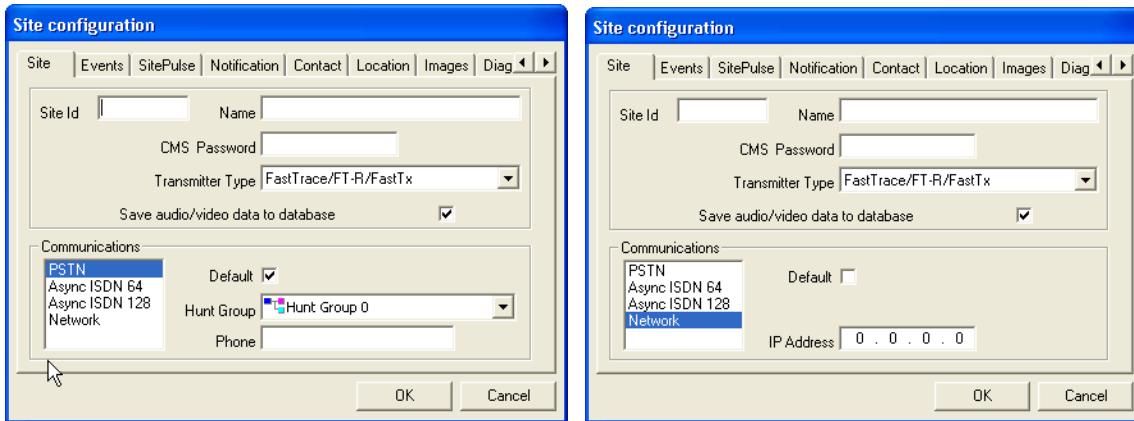 Site configuration
Site Events SitePulse Notification Contact Location Images Diag
Site Id Name
CMS Password
Transmitter Type FastTrace/FT-R/FastTx
Save audio/video data to database
Communications
PSTN
Async ISDN 64
Async ISDN 128
Network
Default
Hunt Group Hunt Group 0
Phone
OK Cancel
Site configuration
Site Events SitePulse Notification Contact Location Images Diag
Site Id Name
CMS Password
Transmitter Type FastTrace/FT-R/FastTx
Save audio/video data to database
Communications
PSTN
Async ISDN 64
Async ISDN 128
Network
Default
IP Address 0 . 0 . 0 . 0
OK Cancel